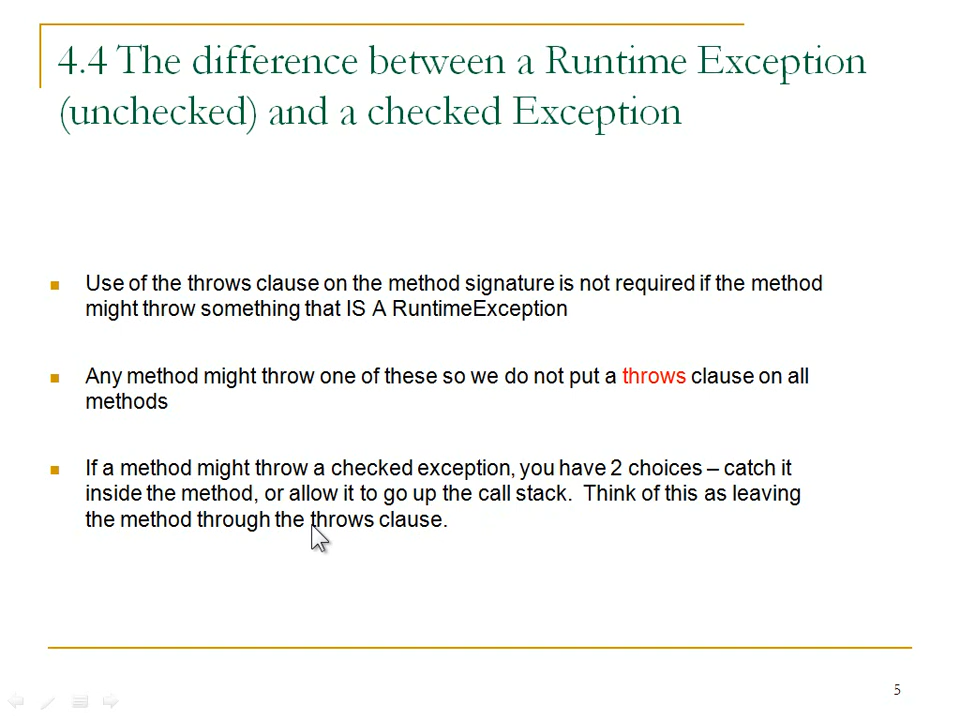 4.4 The difference between a Runtime Exception
(unchecked) and a checked Exception
Use of the throws clause on the method signature is not required if the method
might throw something that IS A RuntimeException
Any method might throw one of these so we do not put a throws clause on all
methods
If a method might throw a checked exception, you have 2 choices – catch it
inside the method, or allow it to go up the call stack.  Think of this as leaving
the method through the throws clause.
5